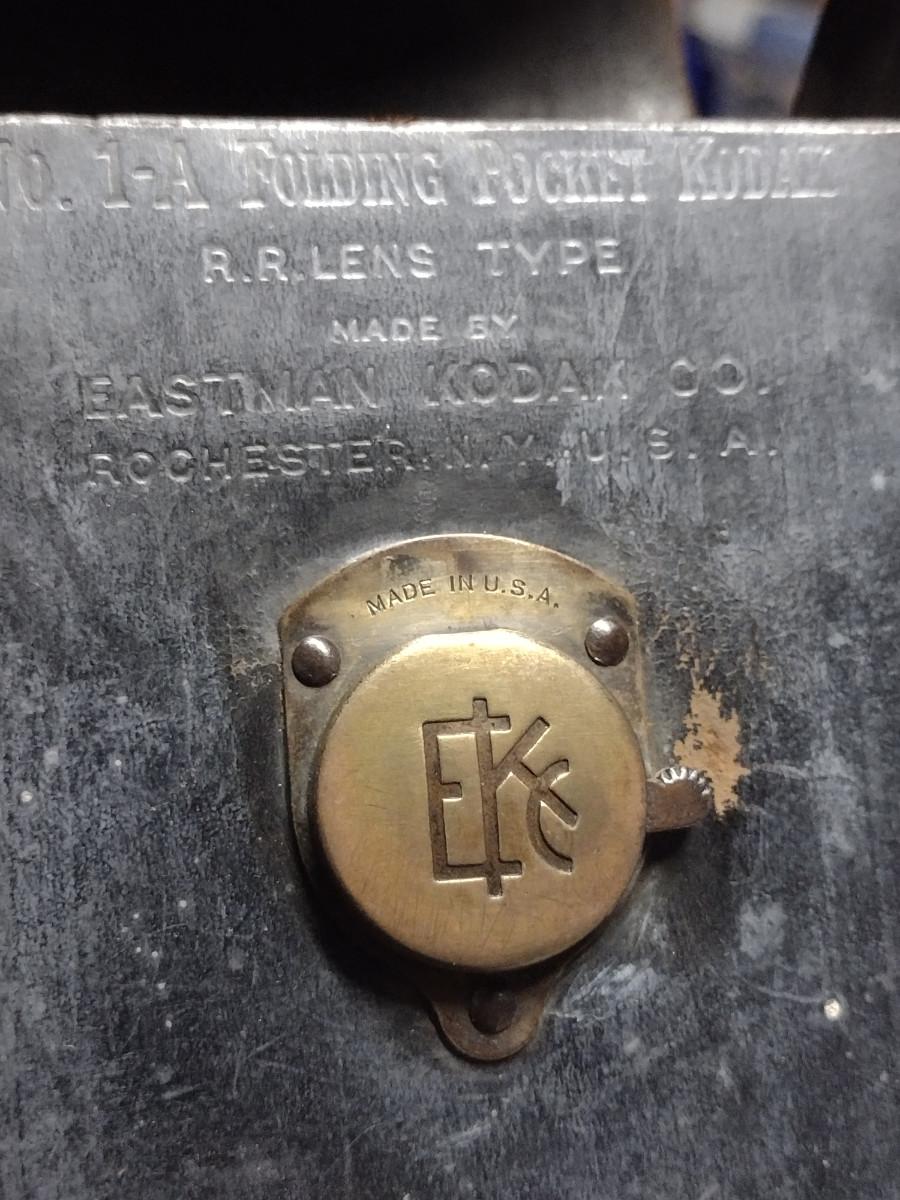 No. 1-A FOLDING POCKET KODAK
R.R. LENS TYPE
MADE BY
EASTMAN KODAK CO.
ROCHESTER, N.Y., U.S.A.
MADE IN U.S.A.
EKC